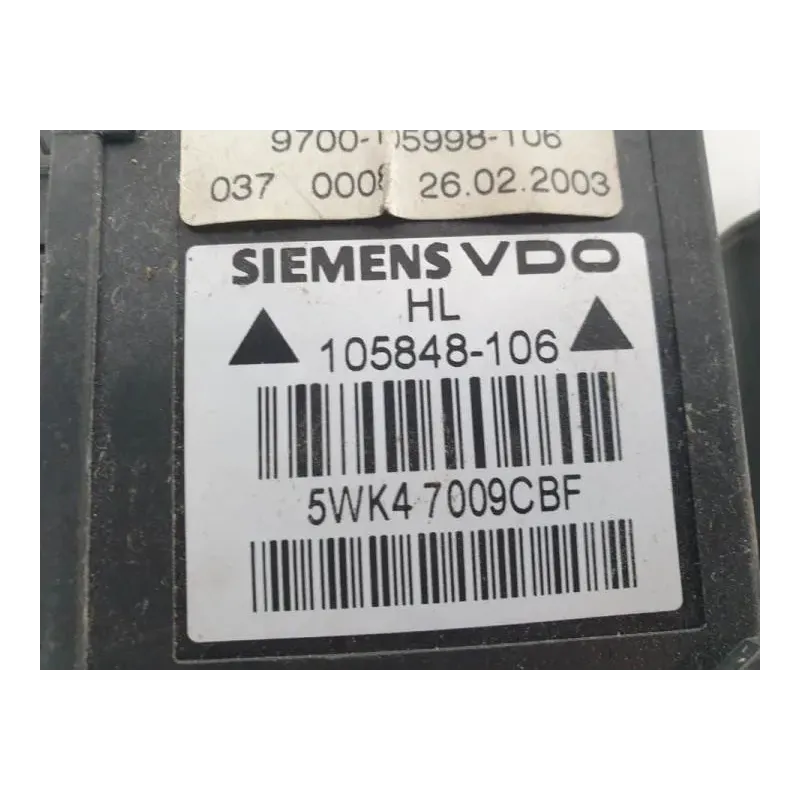 9700-105998-106
037 0008 26.02.2003
SIEMENS VDO
HL
105848-106
5WK4 7009CBF